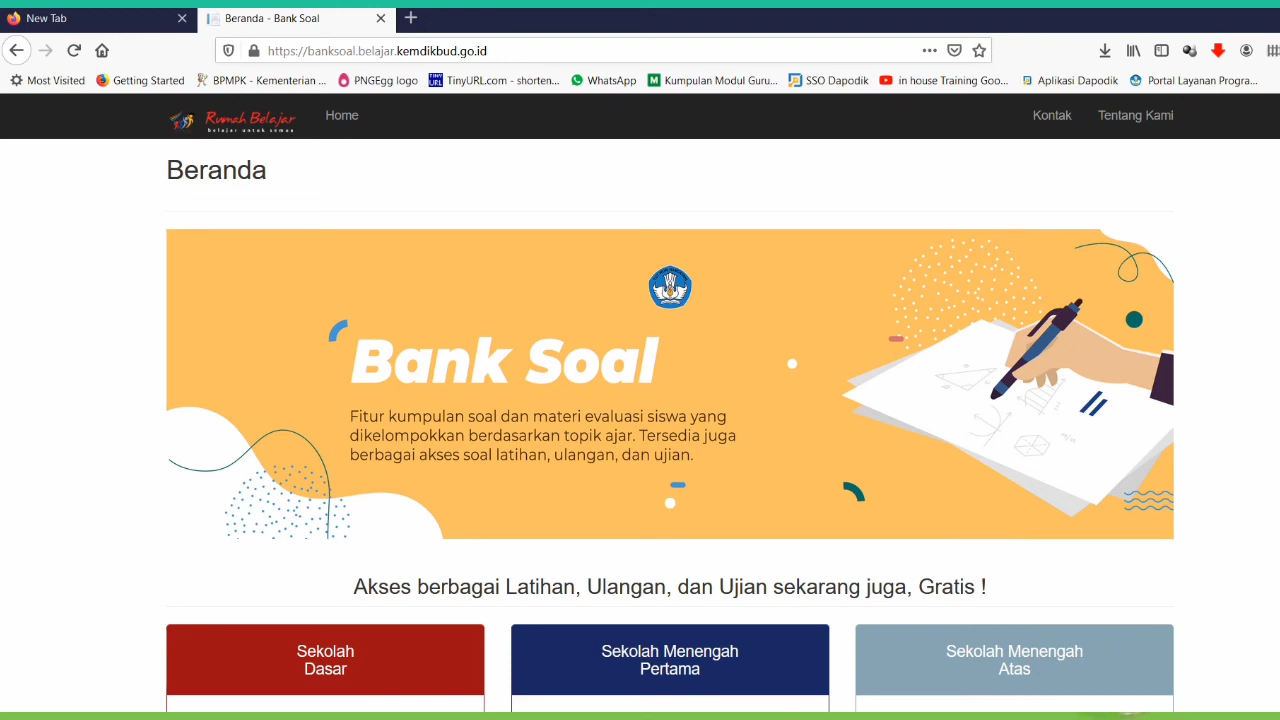 New Tab
Beranda - Bank Soal
https://banksoal.belajar.kemdikbud.go.id
Most Visited
Getting Started
BPMPK - Kementerian ...
PNGEgg logo
TINY URL
TinyURL.com - shorten...
WhatsApp
M
Kumpulan Modul Guru...
SSO Dapodik
in house Training Goo...
Aplikasi Dapodik
Portal Layanan Progra...
Rumah Belajar
belajar untuk semua
Home
Kontak
Tentang Kami
Beranda
Bank Soal
Fitur kumpulan soal dan materi evaluasi siswa yang
dikelompokkan berdasarkan topik ajar. Tersedia juga
berbagai akses soal latihan, ulangan, dan ujian.
Akses berbagai Latihan, Ulangan, dan Ujian sekarang juga, Gratis !
Sekolah
Dasar
Sekolah Menengah
Pertama
Sekolah Menengah
Atas